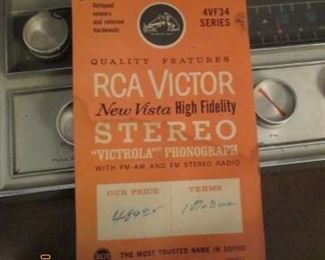 Antiqued
veneers
and selected
hardwoods
4VF34
SERIES
QUALITY FEATURES
RCA VICTOR
New Vista High Fidelity
STEREO
"VICTROLA" PHONOGRAPH
WITH FM-AM and FM STEREO RADIO
OUR PRICE
TERMS
THE MOST TRUSTED NAME IN SOUND